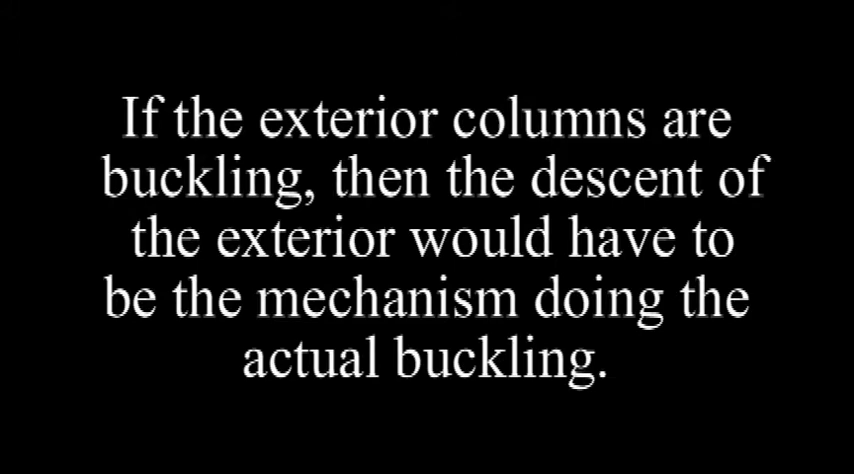 If the exterior columns are
buckling, then the descent of
the exterior would have to
be the mechanism doing the
actual buckling.